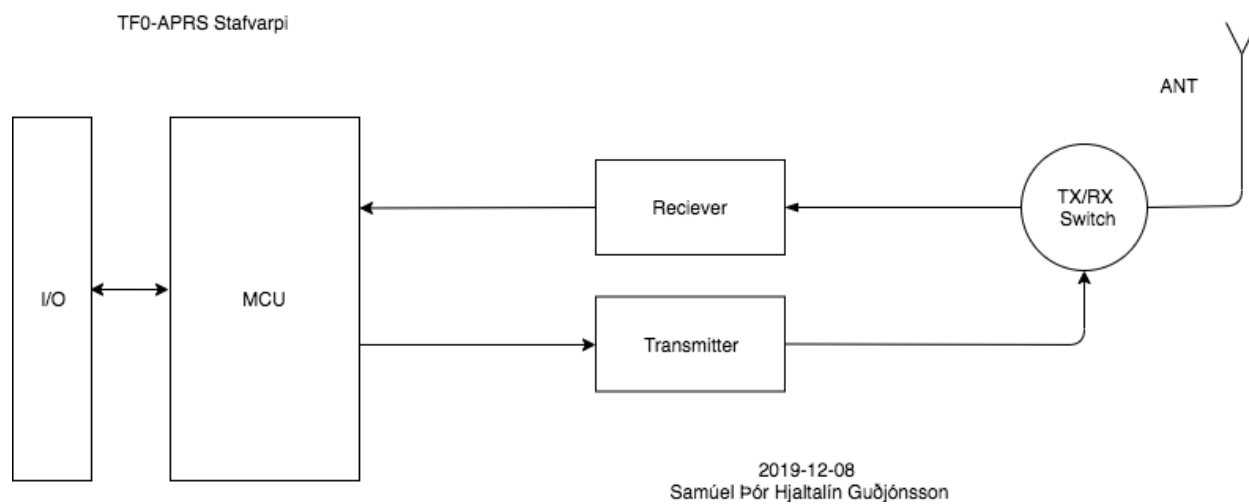 TF0-APRS Stafvarpi
ANT
I/O
MCU
Reciever
TX/RX
Switch
Transmitter
2019-12-08
Samúel Þór Hjaltalín Guðjónsson